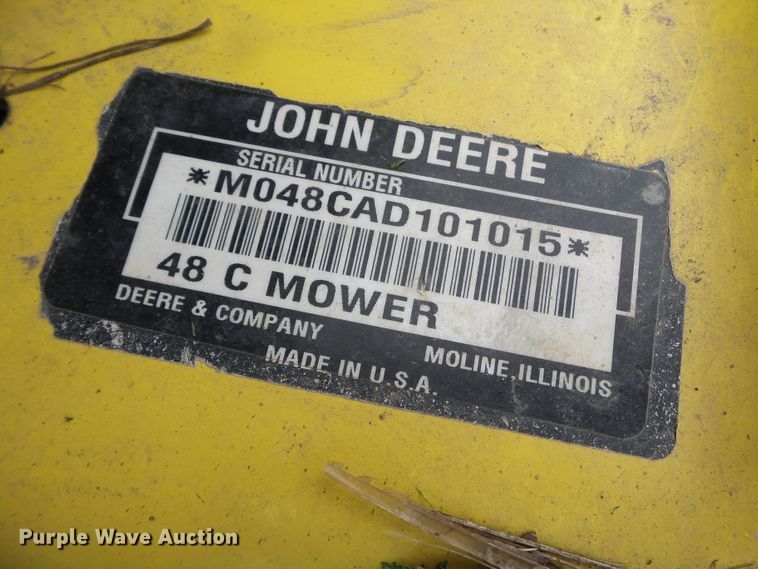 JOHN DEERE
SERIAL NUMBER
*M048CAD101015*
48 C MOWER
DEERE & COMPANY
MOLINE, ILLINOIS
MADE IN U.S.A.
Purple Wave Auction